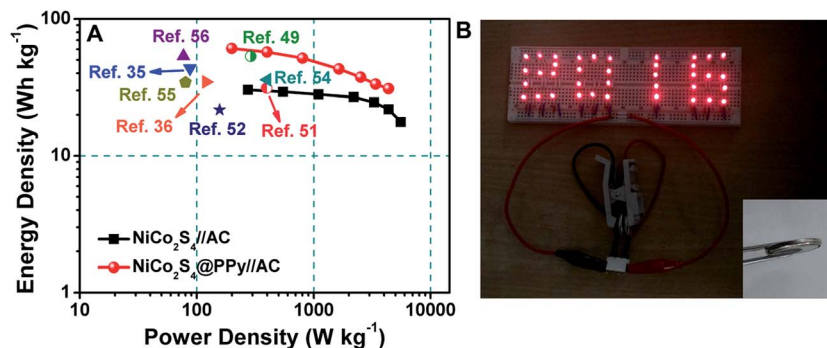 A
Energy Density (Wh kg⁻¹)
100
10
1
Ref. 56
Ref. 49
Ref. 35
Ref. 54
Ref. 55
Ref. 36
Ref. 52
Ref. 51
NiCo₂S₄//AC
NiCo₂S₄@PPy//AC
10 100 1000 10000
Power Density (W kg⁻¹)
B
2016